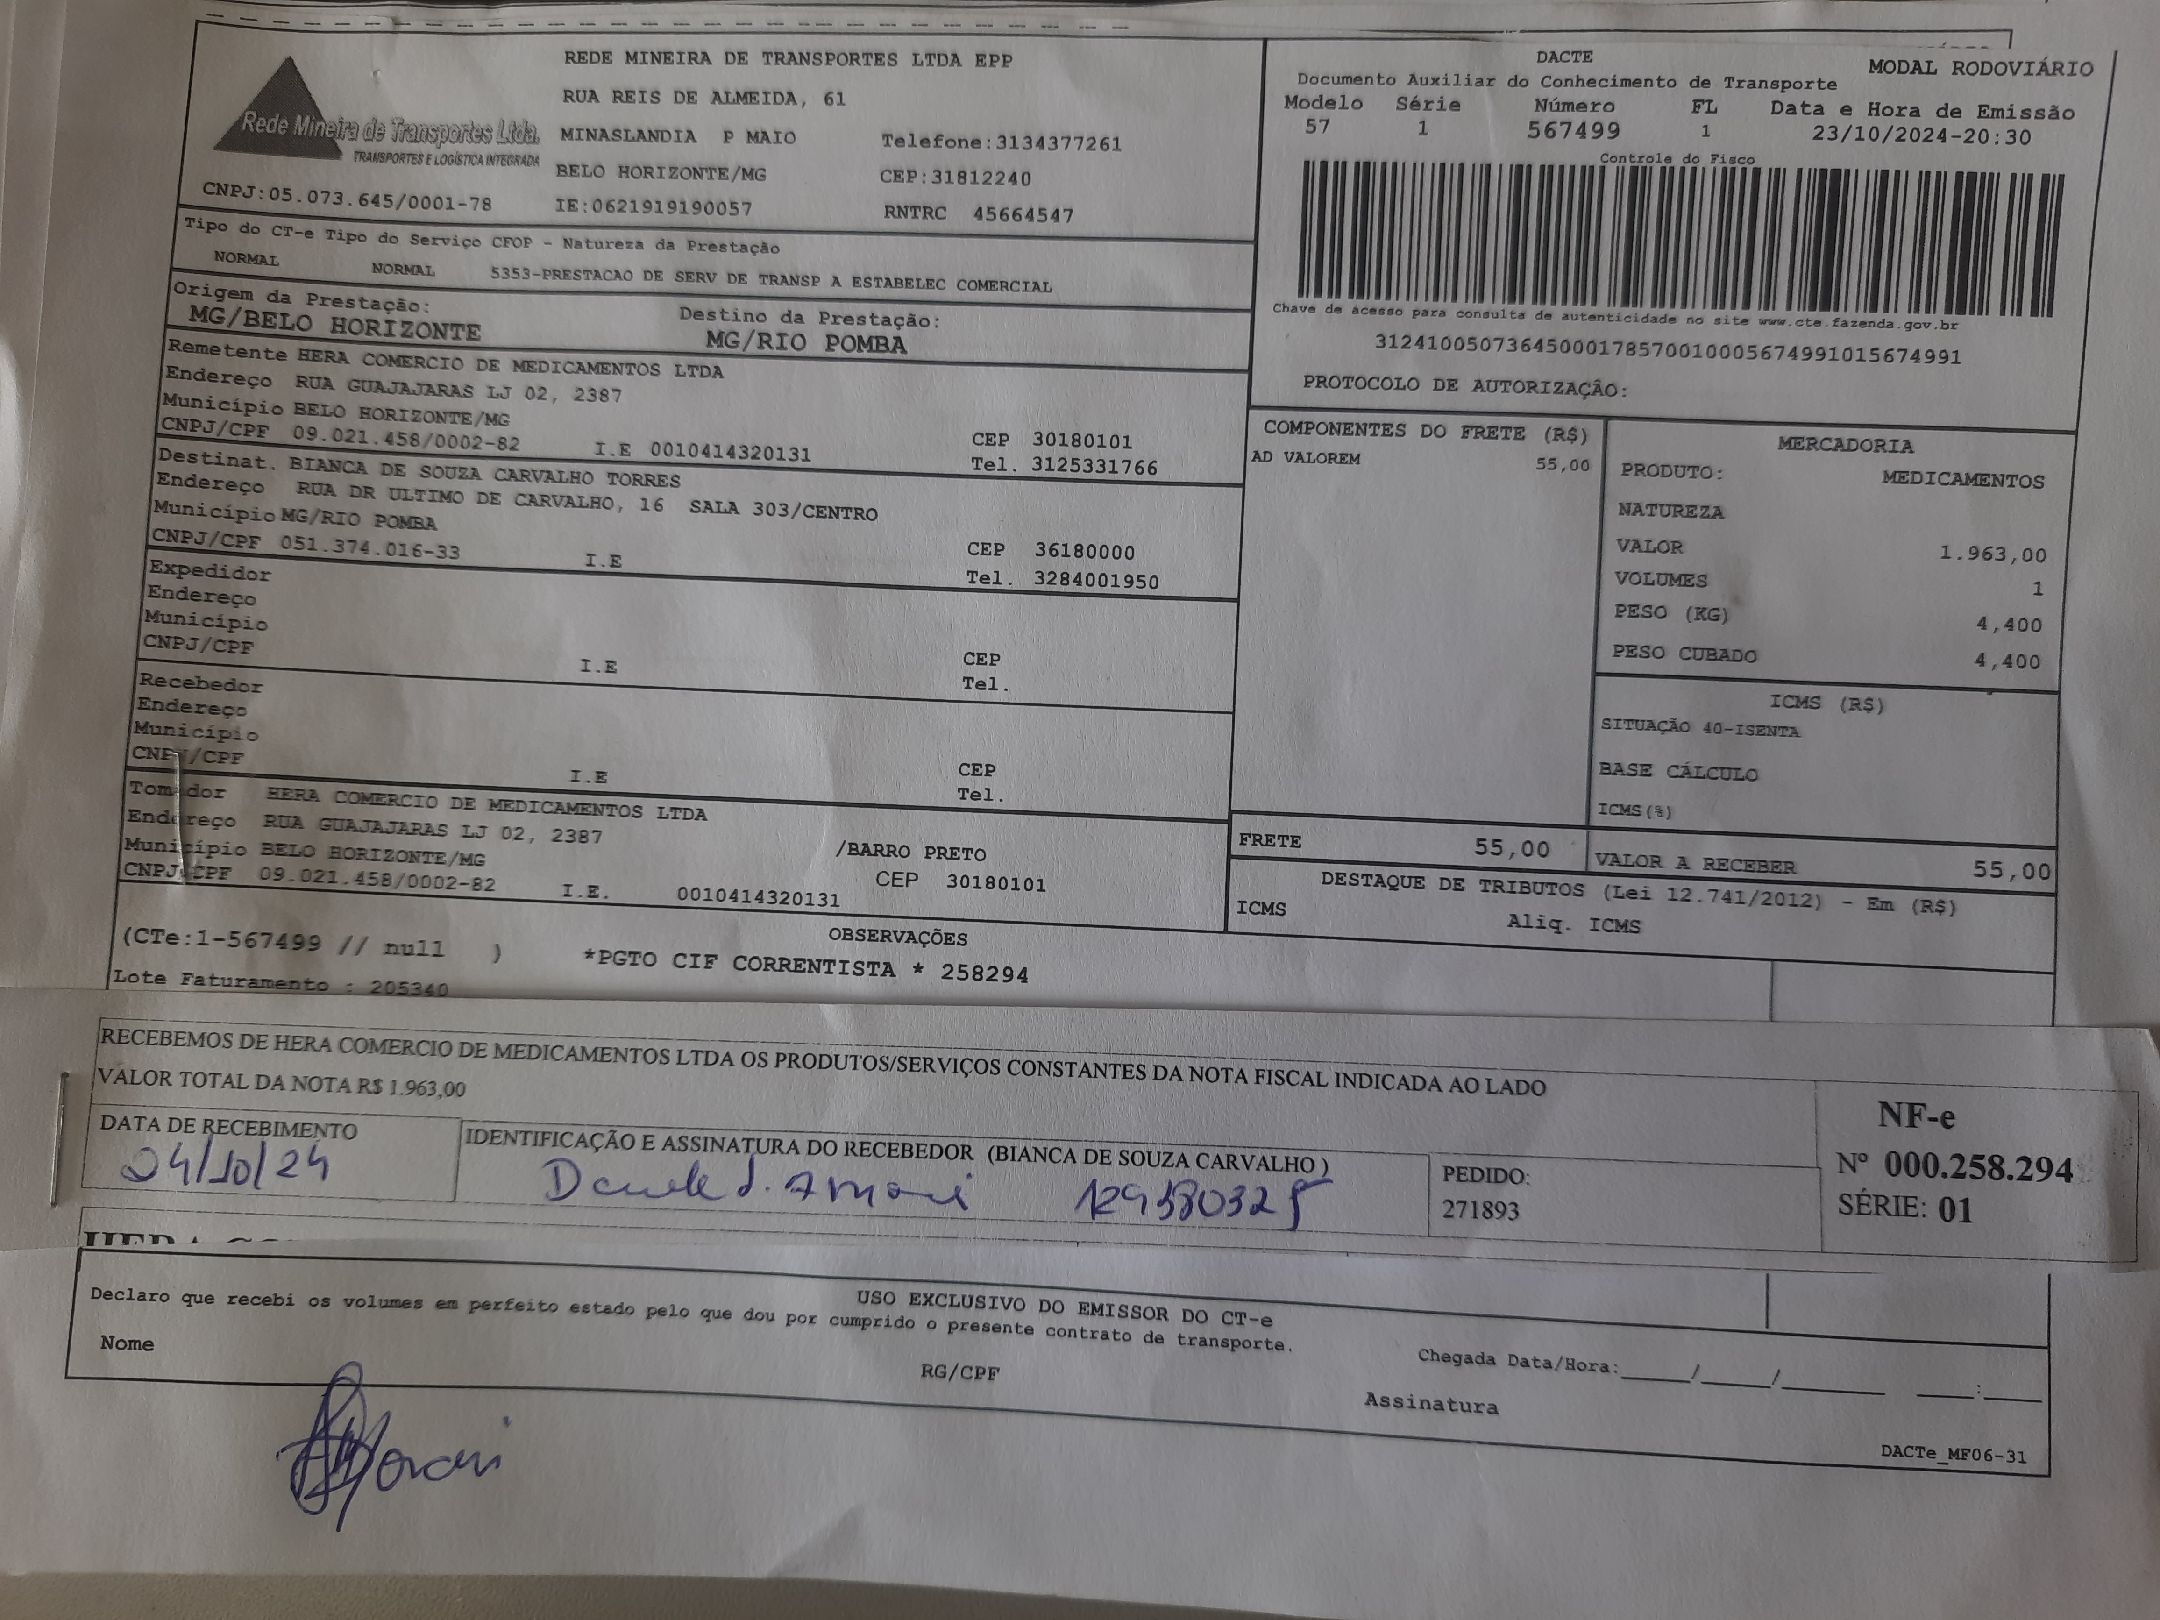 REDE MINEIRA DE TRANSPORTES LTDA EPP
RUA REIS DE ALMEIDA, 61
Rede Mineira de Transportes Ltda.
TRANSPORTES E LOGÍSTICA INTEGRADA
MINASLANDIA P MAIO Telefone:3134377261
BELO HORIZONTE/MG CEP:31812240
CNPJ:05.073.645/0001-78 IE:0621919190057 RNTRC 45664547
DACTE
MODAL RODOVIÁRIO
Documento Auxiliar do Conhecimento de Transporte
Modelo Série Número FL Data e Hora de Emissão
57 1 567499 1 23/10/2024-20:30
Controle do Fisco
Chave de acesso para consulta de autenticidade no site www.cte.fazenda.gov.br
31241005073645000178570010005674991015674991
PROTOCOLO DE AUTORIZAÇÃO:
Tipo do CT-e Tipo do Serviço CFOP - Natureza da Prestação
NORMAL NORMAL 5353-PRESTACAO DE SERV DE TRANSP A ESTABELEC COMERCIAL
Origem da Prestação: Destino da Prestação:
MG/BELO HORIZONTE MG/RIO POMBA
Remetente HERA COMERCIO DE MEDICAMENTOS LTDA
Endereço RUA GUAJAJARAS LJ 02, 2387
Município BELO HORIZONTE/MG CEP 30180101
CNPJ/CPF 09.021.458/0002-82 I.E 0010414320131 Tel. 3125331766
Destinat. BIANCA DE SOUZA CARVALHO TORRES
Endereço RUA DR ULTIMO DE CARVALHO, 16 SALA 303/CENTRO
Município MG/RIO POMBA CEP 36180000
CNPJ/CPF 051.374.016-33 I.E Tel. 3284001950
Expedidor
Endereço
Município CEP
CNPJ/CPF I.E Tel.
Recebedor
Endereço
Município CEP
CNPJ/CPF I.E Tel.
Tomador HERA COMERCIO DE MEDICAMENTOS LTDA
Endereço RUA GUAJAJARAS LJ 02, 2387 /BARRO PRETO
Município BELO HORIZONTE/MG CEP 30180101
CNPJ/CPF 09.021.458/0002-82 I.E. 0010414320131
COMPONENTES DO FRETE (R$)
AD VALOREM 55,00
MERCADORIA
PRODUTO: MEDICAMENTOS
NATUREZA
VALOR 1.963,00
VOLUMES 1
PESO (KG) 4,400
PESO CUBADO 4,400
ICMS (R$)
SITUAÇÃO 40-ISENTA
BASE CÁLCULO
ICMS(%)
FRETE 55,00 VALOR A RECEBER 55,00
DESTAQUE DE TRIBUTOS (Lei 12.741/2012) - Em (R$)
ICMS Aliq. ICMS
OBSERVAÇÕES
(CTe:1-567499 // null ) *PGTO CIF CORRENTISTA * 258294
Lote Faturamento : 205340
RECEBEMOS DE HERA COMERCIO DE MEDICAMENTOS LTDA OS PRODUTOS/SERVIÇOS CONSTANTES DA NOTA FISCAL INDICADA AO LADO
VALOR TOTAL DA NOTA R$ 1.963,00
DATA DE RECEBIMENTO
24/10/24
IDENTIFICAÇÃO E ASSINATURA DO RECEBEDOR (BIANCA DE SOUZA CARVALHO )
PEDIDO:
271893
NF-e
Nº 000.258.294
SÉRIE: 01
USO EXCLUSIVO DO EMISSOR DO CT-e
Declaro que recebi os volumes em perfeito estado pelo que dou por cumprido o presente contrato de transporte.
Nome RG/CPF Chegada Data/Hora:_____/_____/_______ ____:____
Assinatura
DACTe_MF06-31